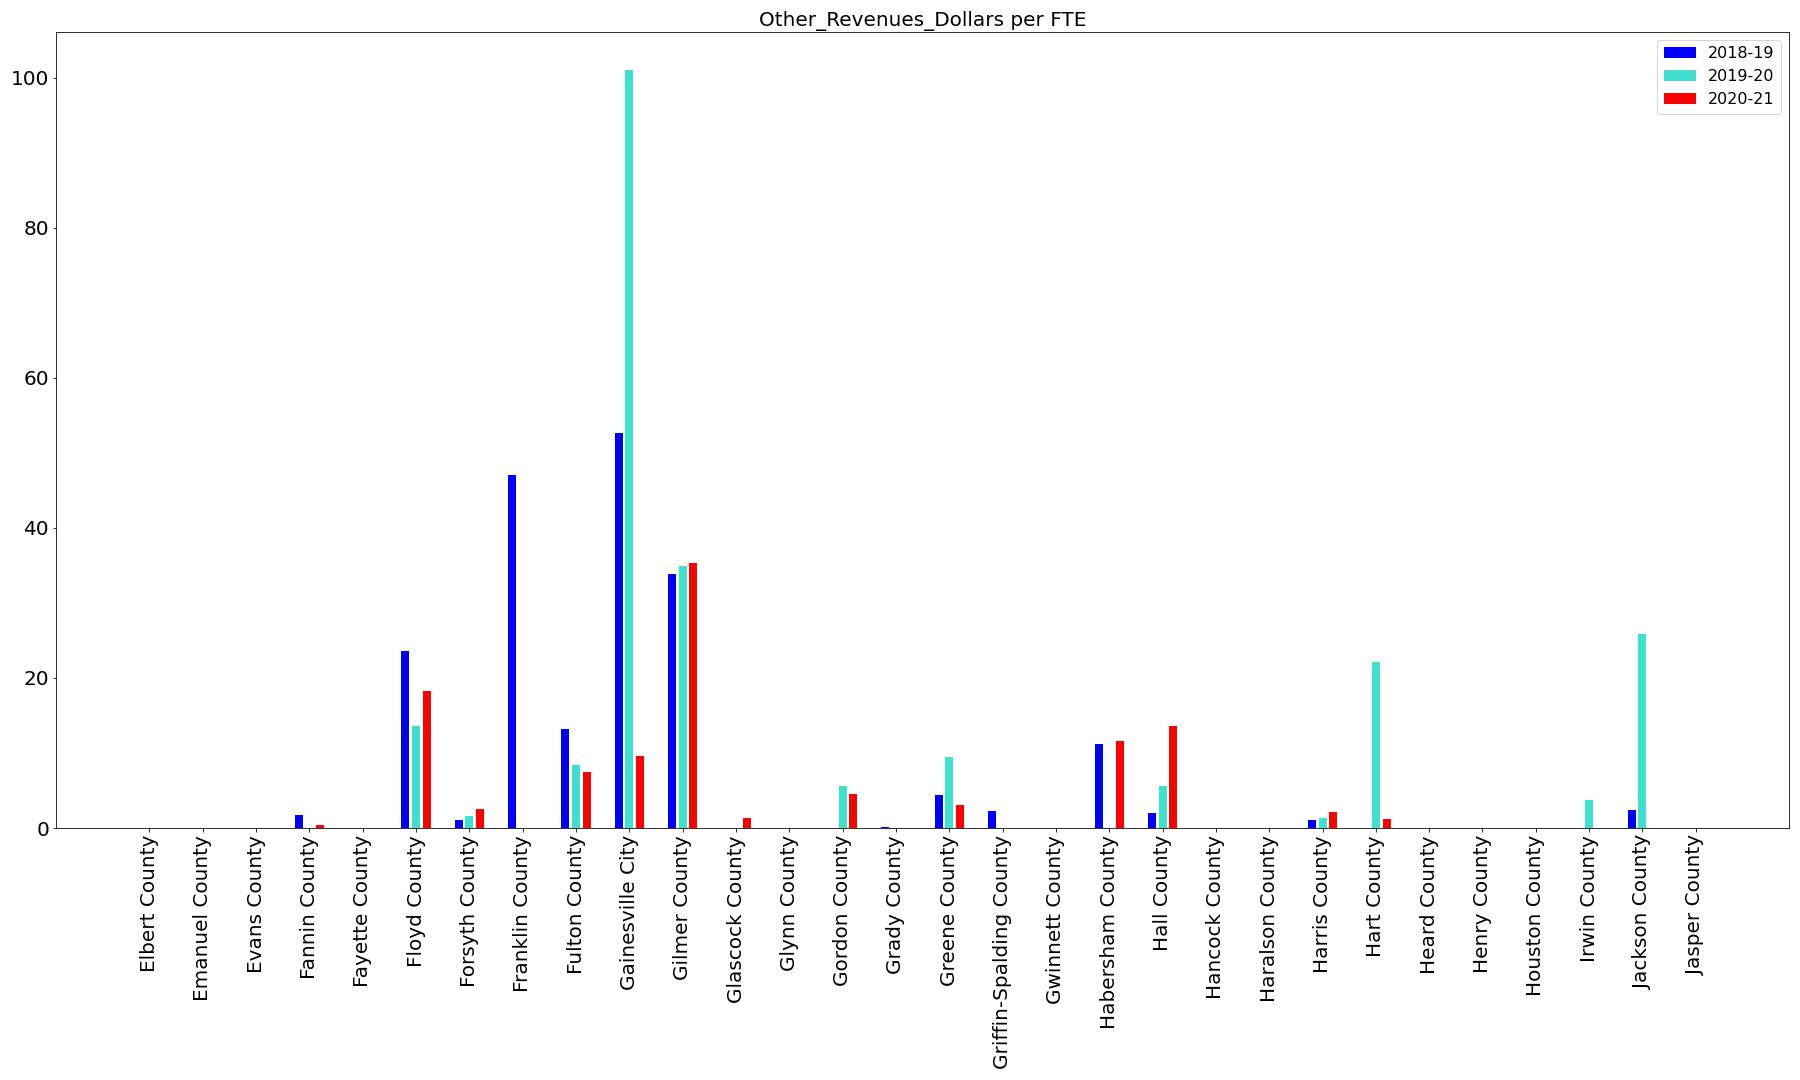 Other_Revenues_Dollars per FTE
2018-19
2019-20
2020-21
100
80
60
40
20
0
Elbert County
Emanuel County
Evans County
Fannin County
Fayette County
Floyd County
Forsyth County
Franklin County
Fulton County
Gainesville City
Gilmer County
Glascock County
Glynn County
Gordon County
Grady County
Greene County
Griffin-Spalding County
Gwinnett County
Habersham County
Hall County
Hancock County
Haralson County
Harris County
Hart County
Heard County
Henry County
Houston County
Irwin County
Jackson County
Jasper County